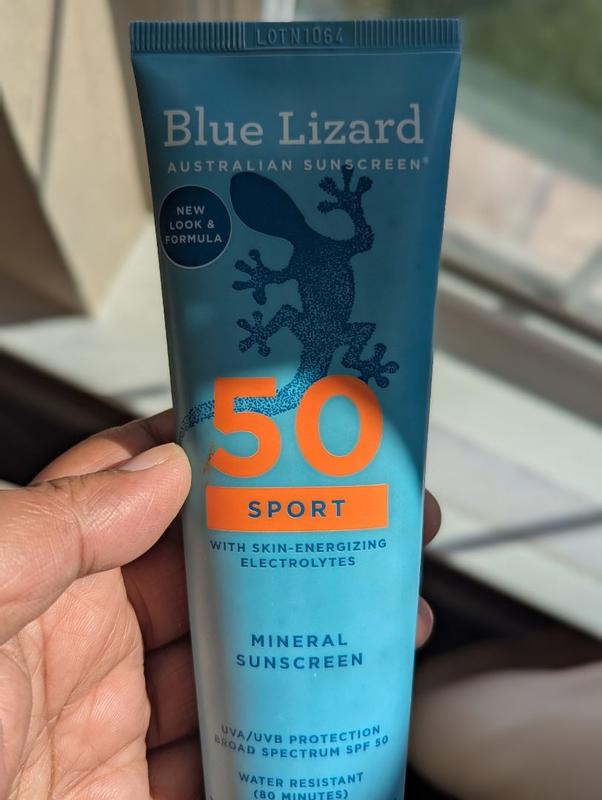 LOTN1064
Blue Lizard
AUSTRALIAN SUNSCREEN®
NEW
LOOK &
FORMULA
50
SPORT
WITH SKIN-ENERGIZING
ELECTROLYTES
MINERAL
SUNSCREEN
UVA/UVB PROTECTION
BROAD SPECTRUM SPF 50
WATER RESISTANT
(80 MINUTES)